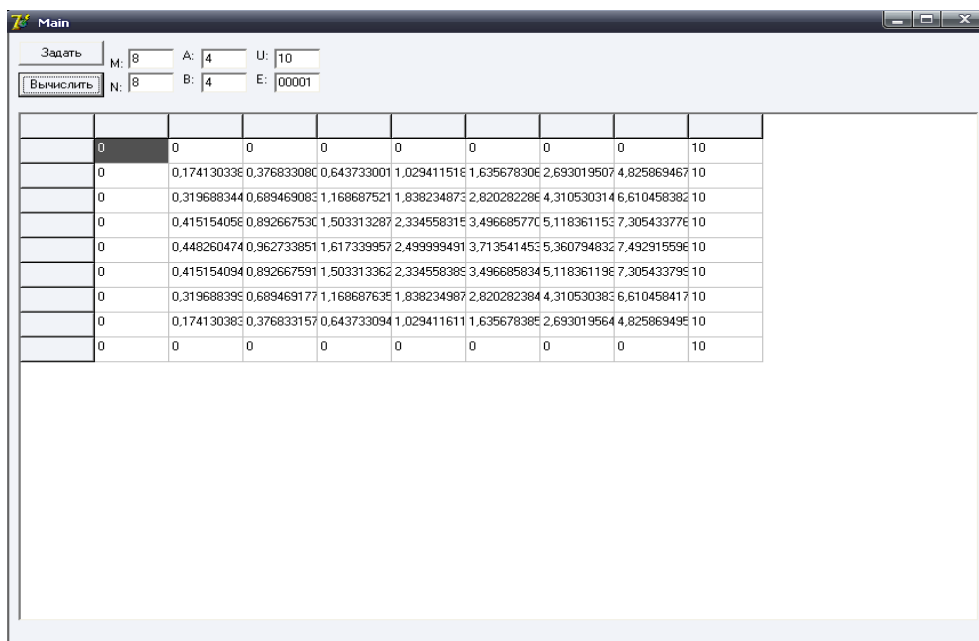 Main
Задать M: 8 A: 4 U: 10
Вычислить N: 8 B: 4 E: 00001
0 0 0 0 0 0 0 0 10
0 0,174130338 0,376833080 0,643733001 1,029411518 1,635678306 2,693019507 4,825869467 10
0 0,319688344 0,689469083 1,168687521 1,838234873 2,820282286 4,310530314 6,610458382 10
0 0,415154058 0,892667530 1,503313287 2,334558315 3,496685770 5,118361153 7,305433776 10
0 0,448260474 0,962733851 1,617339957 2,499999491 3,713541453 5,360794832 7,492915596 10
0 0,415154094 0,892667591 1,503313362 2,334558389 3,496685834 5,118361198 7,305433799 10
0 0,319688399 0,689469177 1,168687635 1,838234987 2,820282384 4,310530383 6,610458417 10
0 0,174130383 0,376833157 0,643733094 1,029411611 1,635678385 2,693019564 4,825869495 10
0 0 0 0 0 0 0 0 10